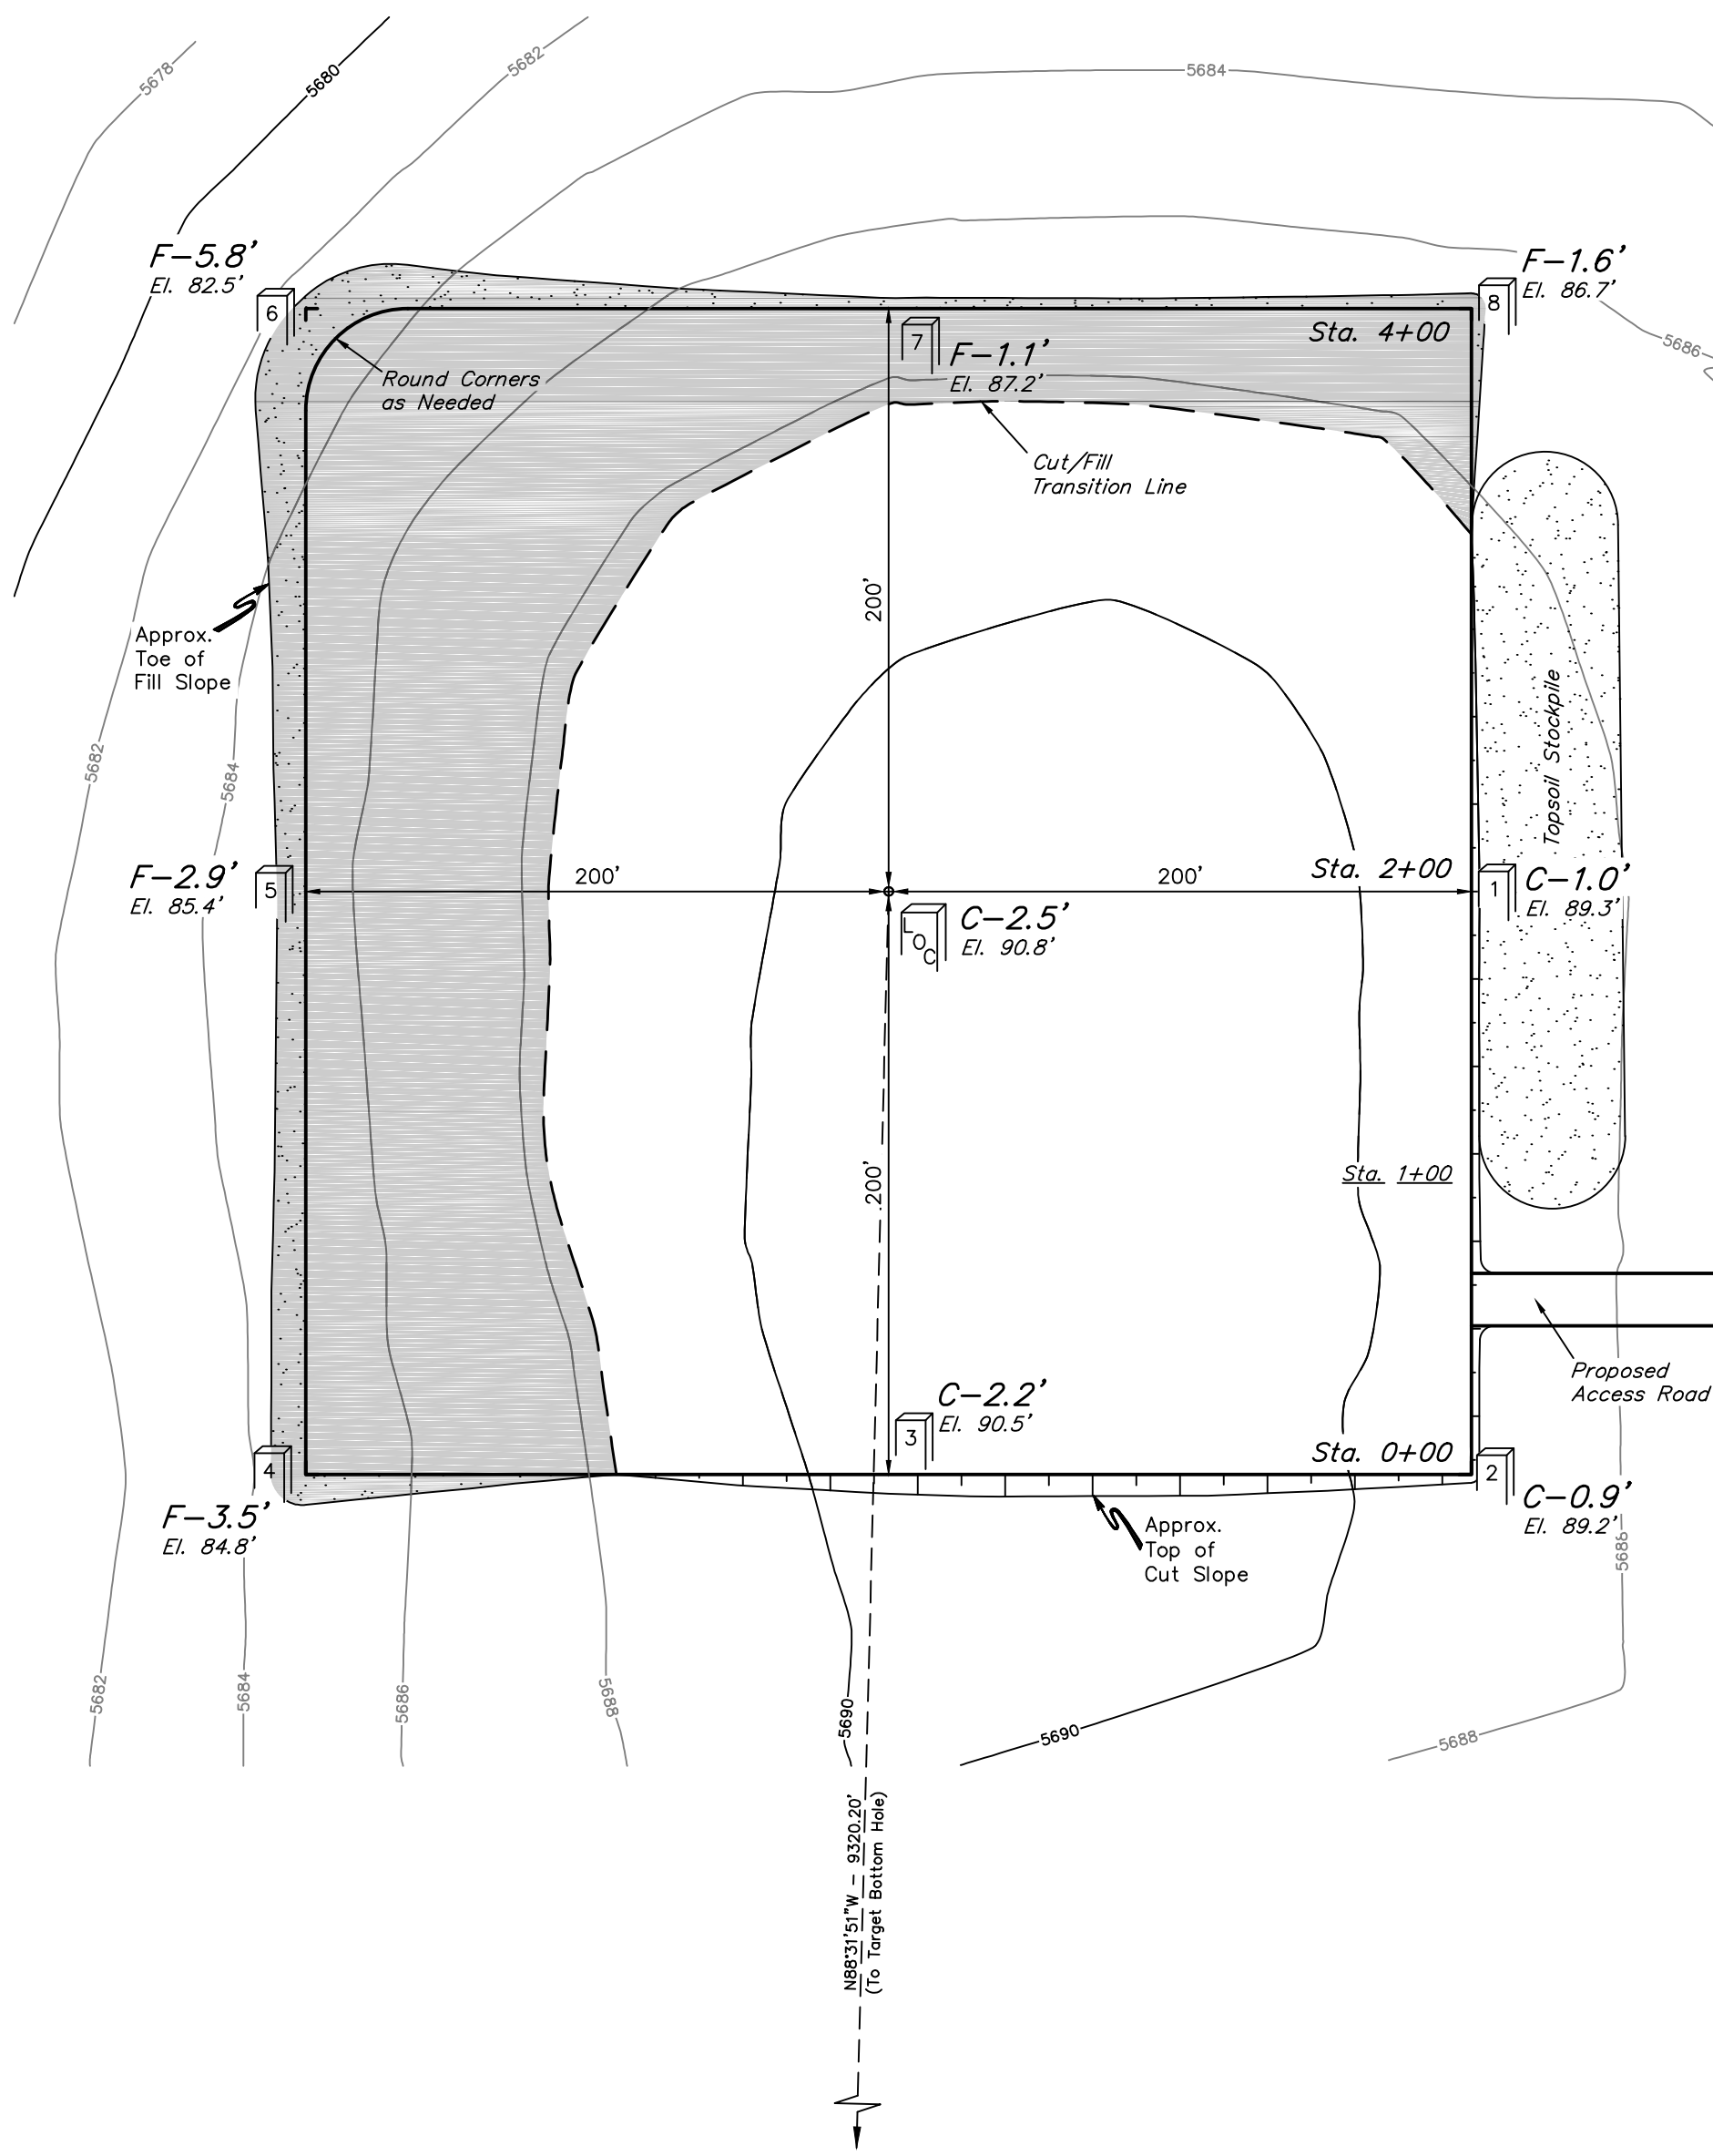 5678
5680
5682
5684
F-5.8'
El. 82.5'
6
F-1.6'
El. 86.7'
8
Sta. 4+00
7
F-1.1'
El. 87.2'
5686
Round Corners
as Needed
Cut/Fill
Transition Line
200'
Approx.
Toe of
Fill Slope
Topsoil Stockpile
5682
5684
F-2.9'
El. 85.4'
5
200'
200'
Sta. 2+00
1
C-1.0'
El. 89.3'
LOC
C-2.5'
El. 90.8'
200'
Sta. 1+00
Proposed
Access Road
C-2.2'
El. 90.5'
3
Sta. 0+00
4
2
F-3.5'
El. 84.8'
C-0.9'
El. 89.2'
Approx.
Top of
Cut Slope
5688
5682
5684
5686
5688
5690
5690
5688
N88°31'51"W - 9320.20'
(To Target Bottom Hole)